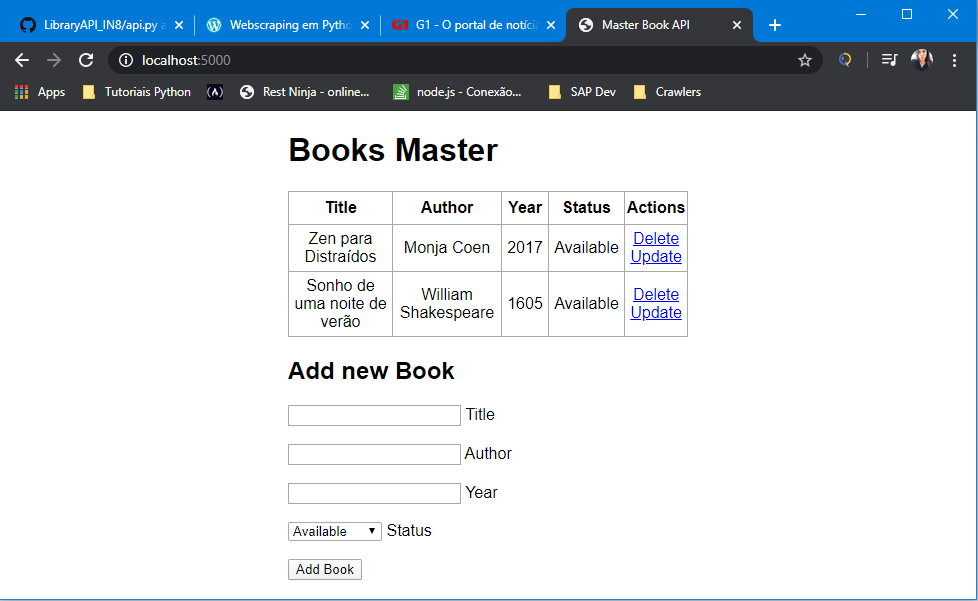 LibraryAPI_IN8/api.py a
Webscraping em Pytho
G1 - O portal de notíci
Master Book API
localhost:5000
Apps
Tutoriais Python
Rest Ninja - online...
node.js - Conexão...
SAP Dev
Crawlers
Books Master
Title Author Year Status Actions
Zen para
Distraídos
Monja Coen
2017
Available
Delete
Update
Sonho de
uma noite de
verão
William
Shakespeare
1605
Available
Delete
Update
Add new Book
Title
Author
Year
Available Status
Add Book